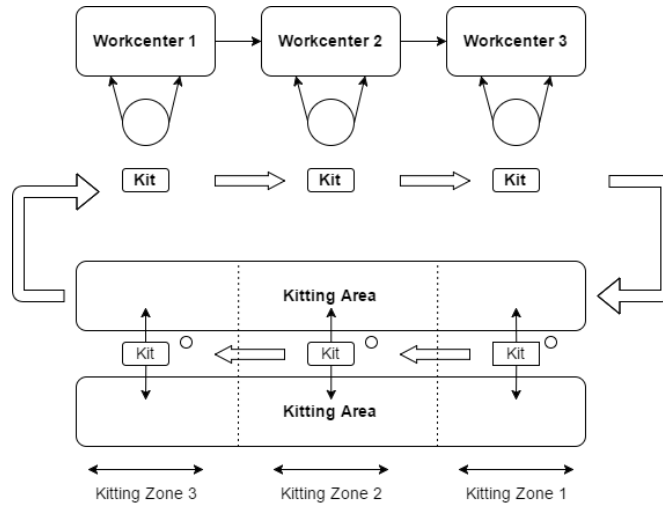 Workcenter 1
Workcenter 2
Workcenter 3
Kit
Kit
Kit
Kitting Area
Kit
Kit
Kit
Kitting Area
Kitting Zone 3
Kitting Zone 2
Kitting Zone 1